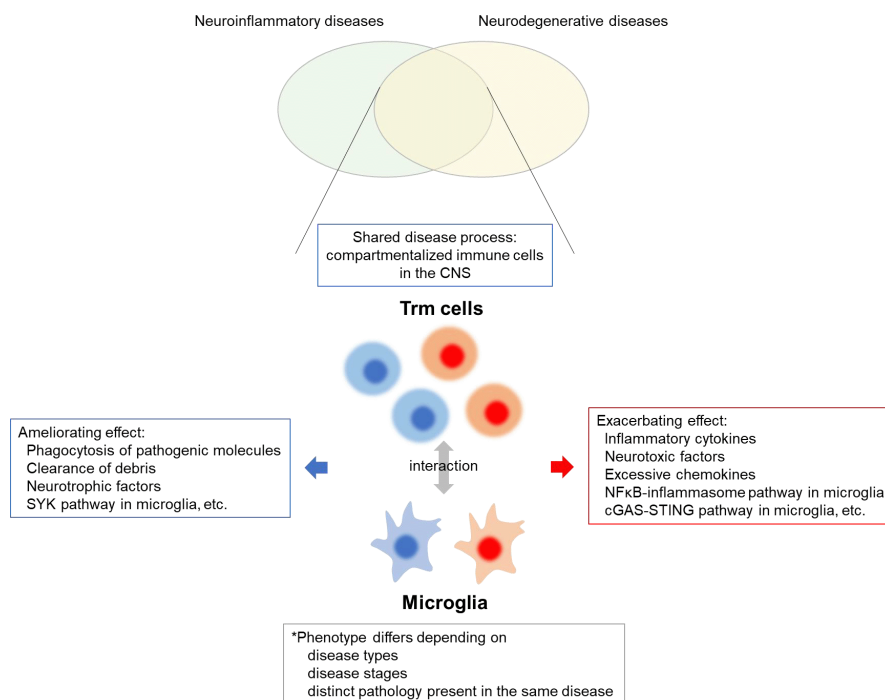 Neuroinflammatory diseases
Neurodegenerative diseases
Shared disease process:
compartmentalized immune cells
in the CNS
Trm cells
Ameliorating effect:
Phagocytosis of pathogenic molecules
Clearance of debris
Neurotrophic factors
SYK pathway in microglia, etc.
interaction
Exacerbating effect:
Inflammatory cytokines
Neurotoxic factors
Excessive chemokines
NFκB-inflammasome pathway in microglia
cGAS-STING pathway in microglia, etc.
Microglia
*Phenotype differs depending on
disease types
disease stages
distinct pathology present in the same disease